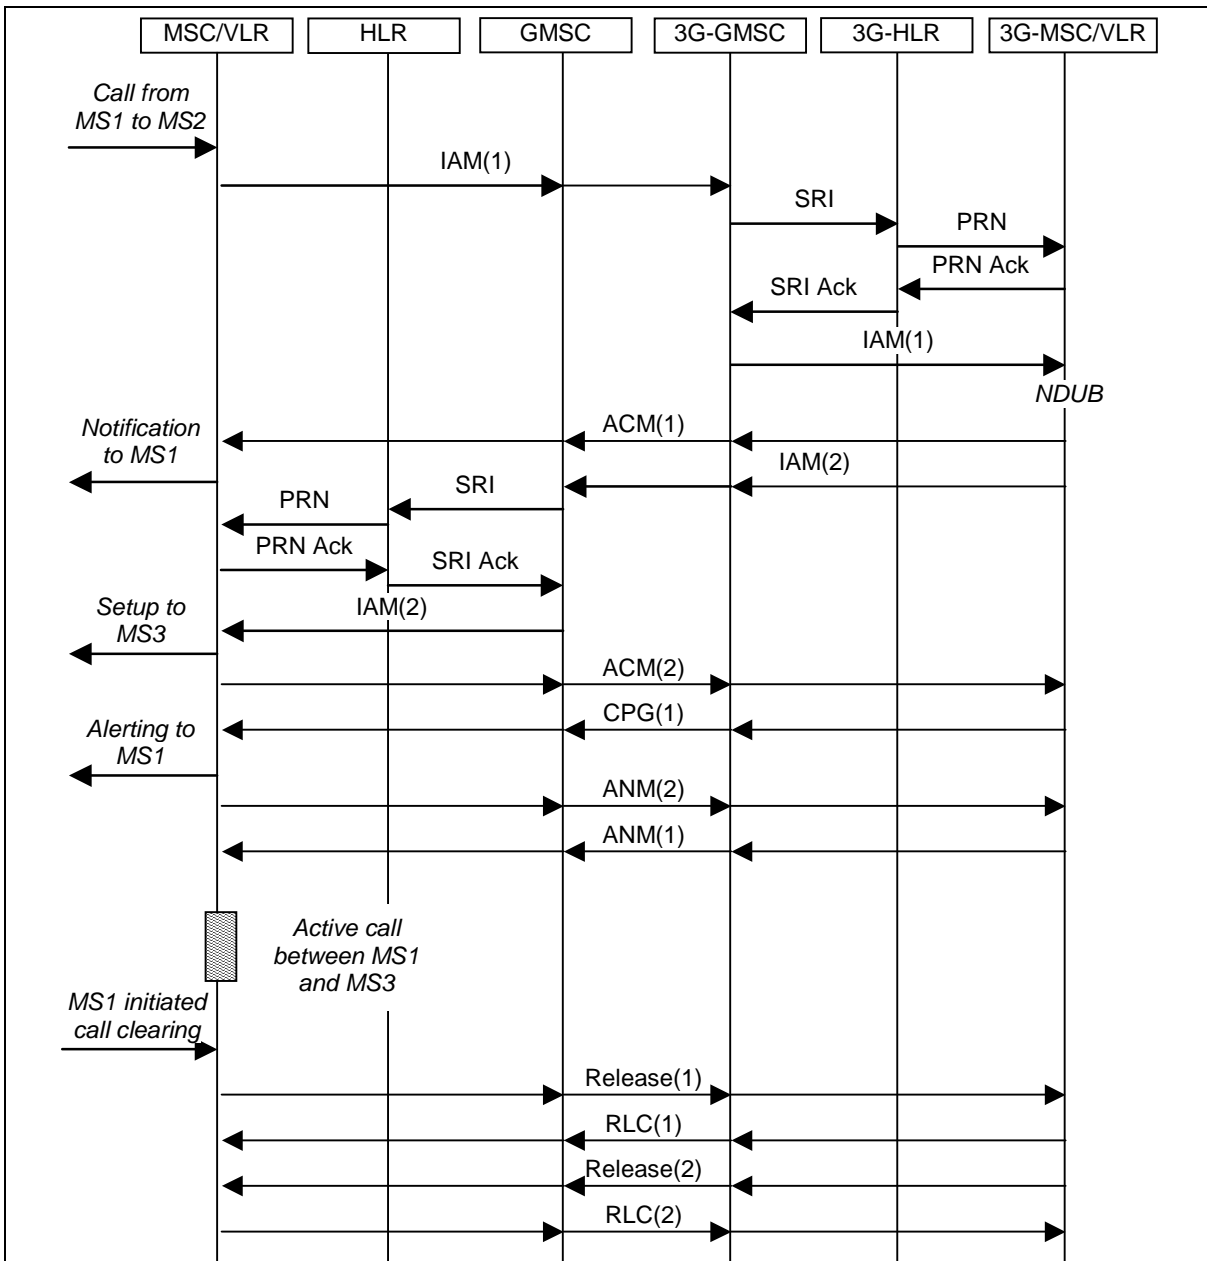 MSC/VLR HLR GMSC 3G-GMSC 3G-HLR 3G-MSC/VLR
Call from
MS1 to MS2
IAM(1)
SRI
PRN
PRN Ack
SRI Ack
IAM(1)
NDUB
ACM(1)
Notification
to MS1
IAM(2)
SRI
PRN
PRN Ack
SRI Ack
IAM(2)
Setup to
MS3
ACM(2)
CPG(1)
Alerting to
MS1
ANM(2)
ANM(1)
Active call
between MS1
and MS3
MS1 initiated
call clearing
Release(1)
RLC(1)
Release(2)
RLC(2)